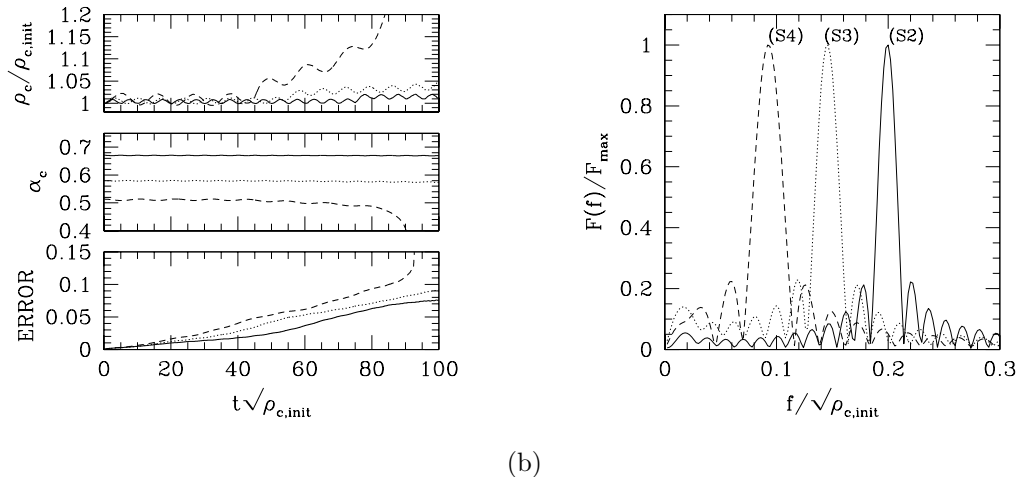 1.2
1.15
1.1
1.05
1
ρc/ρc,init
0.7
0.6
0.5
0.4
αc
0.15
0.1
0.05
0
ERROR
0 20 40 60 80 100
t√ρc,init
(S4) (S3) (S2)
1
0.8
0.6
0.4
0.2
0
F(f)/Fmax
0 0.1 0.2 0.3
f/√ρc,init
(b)